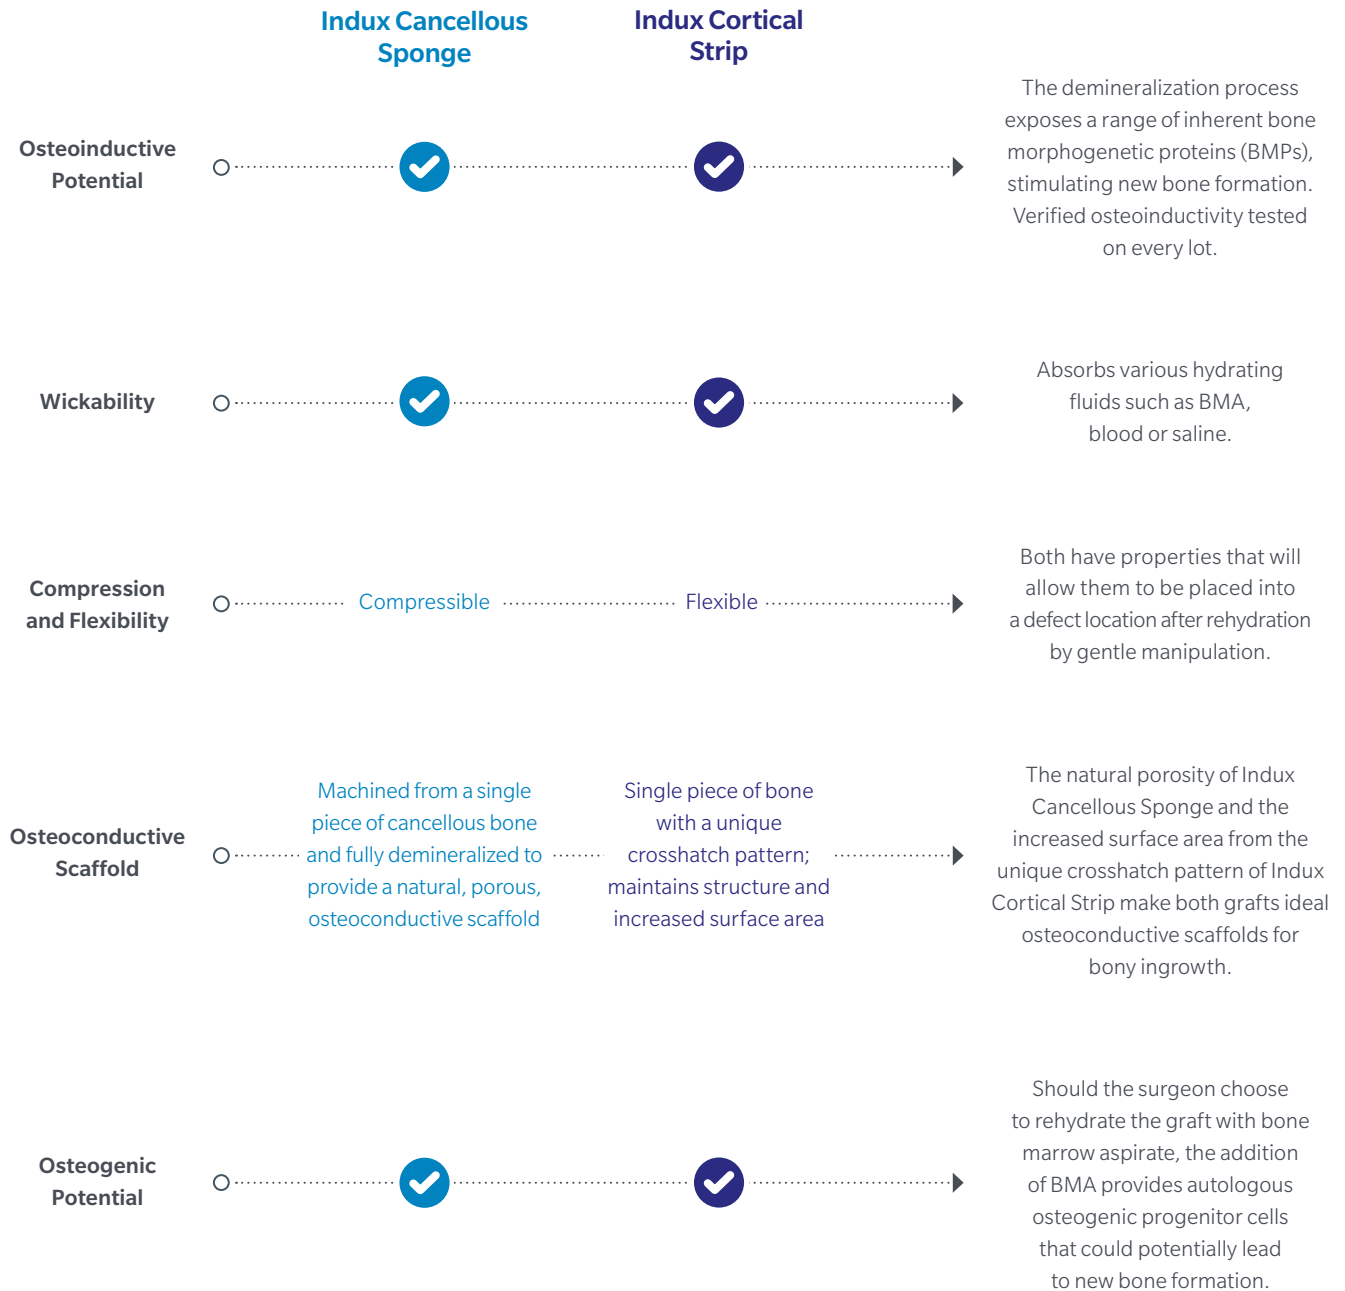 Indux Cancellous
Sponge
Indux Cortical
Strip
Osteoinductive
Potential
The demineralization process
exposes a range of inherent bone
morphogenetic proteins (BMPs),
stimulating new bone formation.
Verified osteoinductivity tested
on every lot.
Wickability
Absorbs various hydrating
fluids such as BMA,
blood or saline.
Compression
and Flexibility
Compressible
Flexible
Both have properties that will
allow them to be placed into
a defect location after rehydration
by gentle manipulation.
Osteoconductive
Scaffold
Machined from a single
piece of cancellous bone
and fully demineralized to
provide a natural, porous,
osteoconductive scaffold
Single piece of bone
with a unique
crosshatch pattern;
maintains structure and
increased surface area
The natural porosity of Indux
Cancellous Sponge and the
increased surface area from the
unique crosshatch pattern of Indux
Cortical Strip make both grafts ideal
osteoconductive scaffolds for
bony ingrowth.
Osteogenic
Potential
Should the surgeon choose
to rehydrate the graft with bone
marrow aspirate, the addition
of BMA provides autologous
osteogenic progenitor cells
that could potentially lead
to new bone formation.